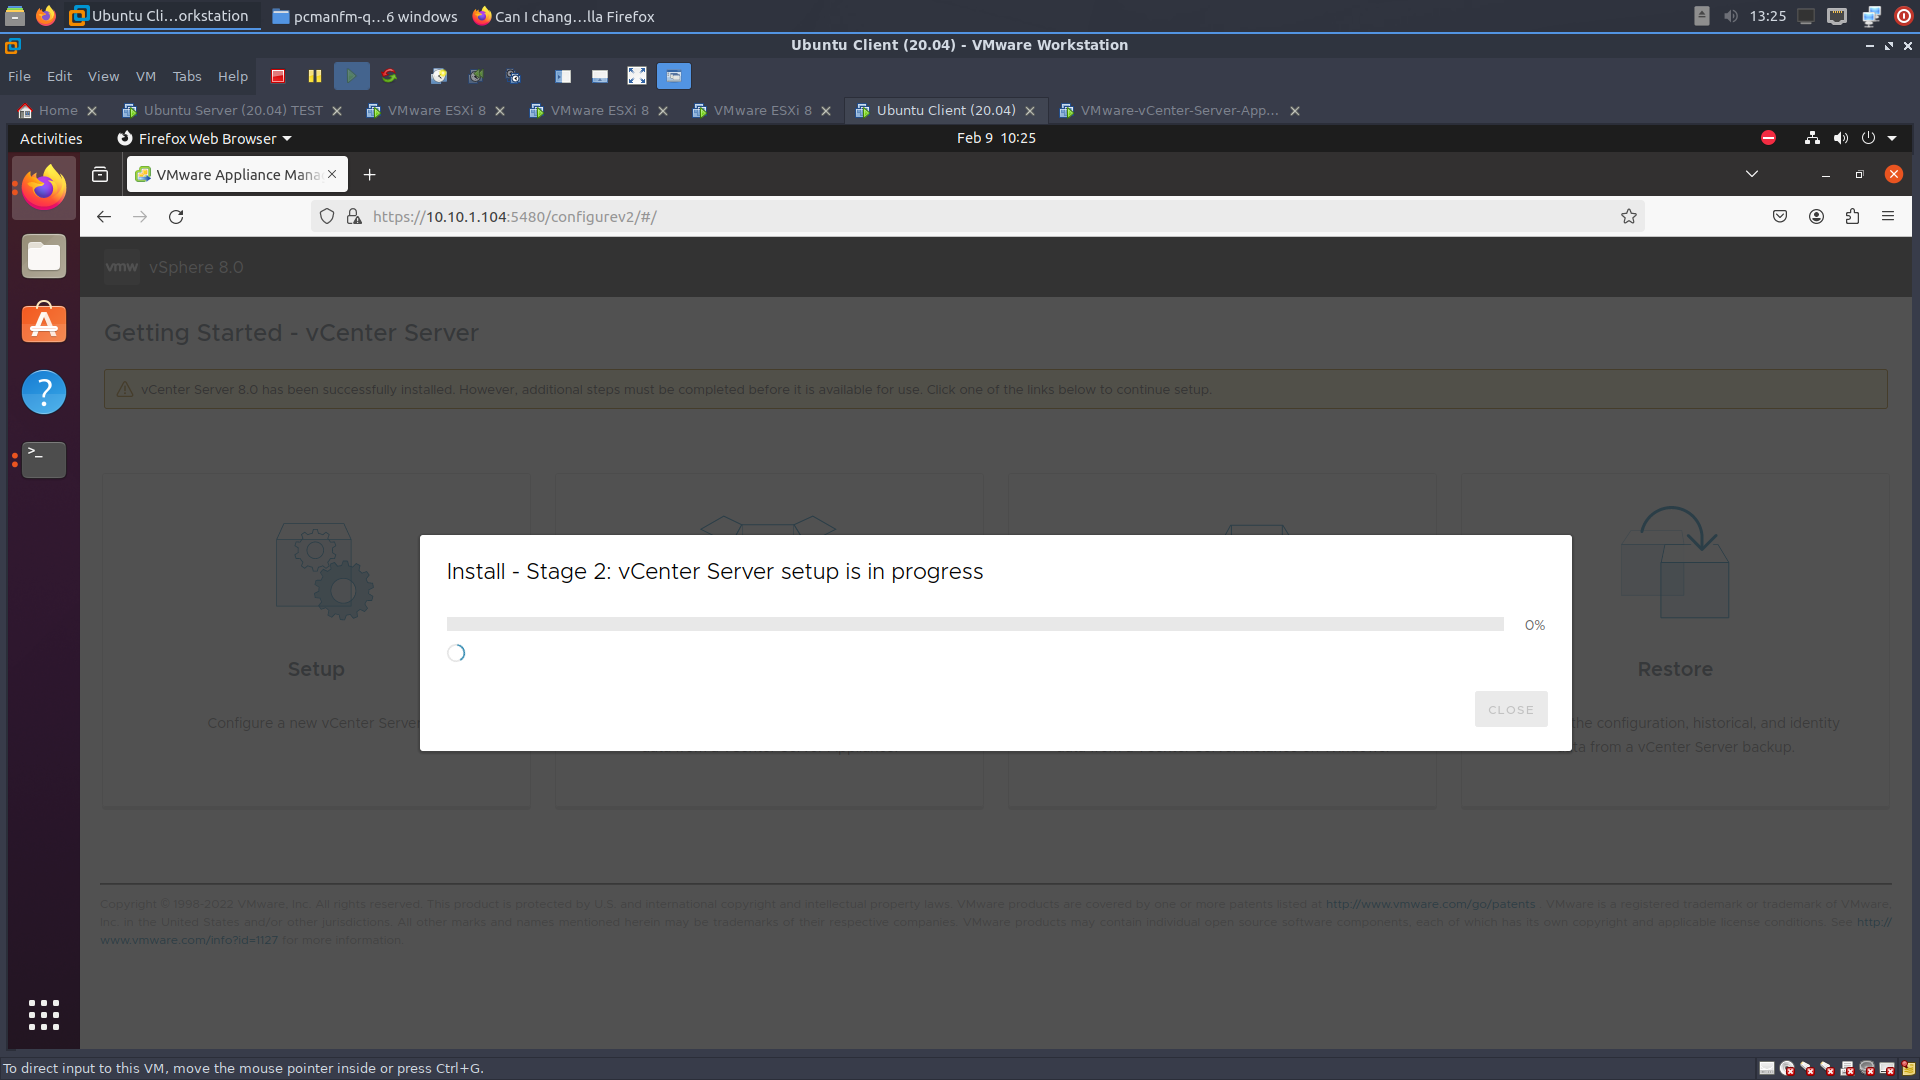 Ubuntu Cli...orkstation
pcmanfm-q...6 windows
Can I chang...lla Firefox
13:25
Ubuntu Client (20.04) - VMware Workstation
File Edit View VM Tabs Help
Home
Ubuntu Server (20.04) TEST
VMware ESXi 8
VMware ESXi 8
VMware ESXi 8
Ubuntu Client (20.04)
VMware-vCenter-Server-App...
Activities
Firefox Web Browser
Feb 9 10:25
VMware Appliance Mana
https://10.10.1.104:5480/configurev2/#/
vmw vSphere 8.0
Getting Started - vCenter Server
vCenter Server 8.0 has been successfully installed. However, additional steps must be completed before it is available for use. Click one of the links below to continue setup.
Install - Stage 2: vCenter Server setup is in progress
0%
CLOSE
Setup
Configure a new vCenter Server
Restore
the configuration, historical, and identity
from a vCenter Server backup.
Copyright © 1998-2022 VMware, Inc. All rights reserved. This product is protected by U.S. and international copyright and intellectual property laws. VMware products are covered by one or more patents listed at http://www.vmware.com/go/patents . VMware is a registered trademark or trademark of VMware,
Inc. in the United States and/or other jurisdictions. All other marks and names mentioned herein may be trademarks of their respective companies. VMware products may contain individual open source software components, each of which has its own copyright and applicable license conditions. See http://
www.vmware.com/info?id=1127 for more information.
To direct input to this VM, move the mouse pointer inside or press Ctrl+G.